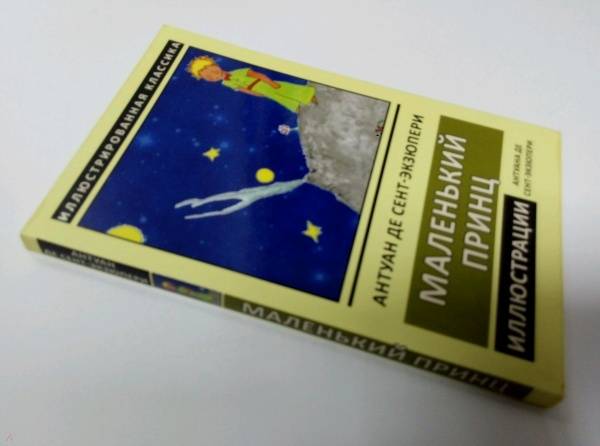 ИЛЛЮСТРИРОВАННАЯ КЛАССИКА
АНТУАН ДЕ СЕНТ-ЭКЗЮПЕРИ
МАЛЕНЬКИЙ
ПРИНЦ
ИЛЛЮСТРАЦИИ
АНТУАНА ДЕ
СЕНТ-ЭКЗЮПЕРИ
АНТУАН
ДЕ СЕНТ-ЭКЗЮПЕРИ
МАЛЕНЬКИЙ ПРИНЦ